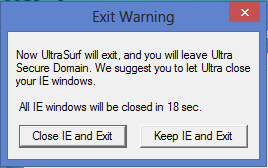 Exit Warning
Now UltraSurf will exit, and you will leave Ultra
Secure Domain. We suggest you to let Ultra close
your IE windows.
All IE windows will be closed in 18 sec.
Close IE and Exit
Keep IE and Exit